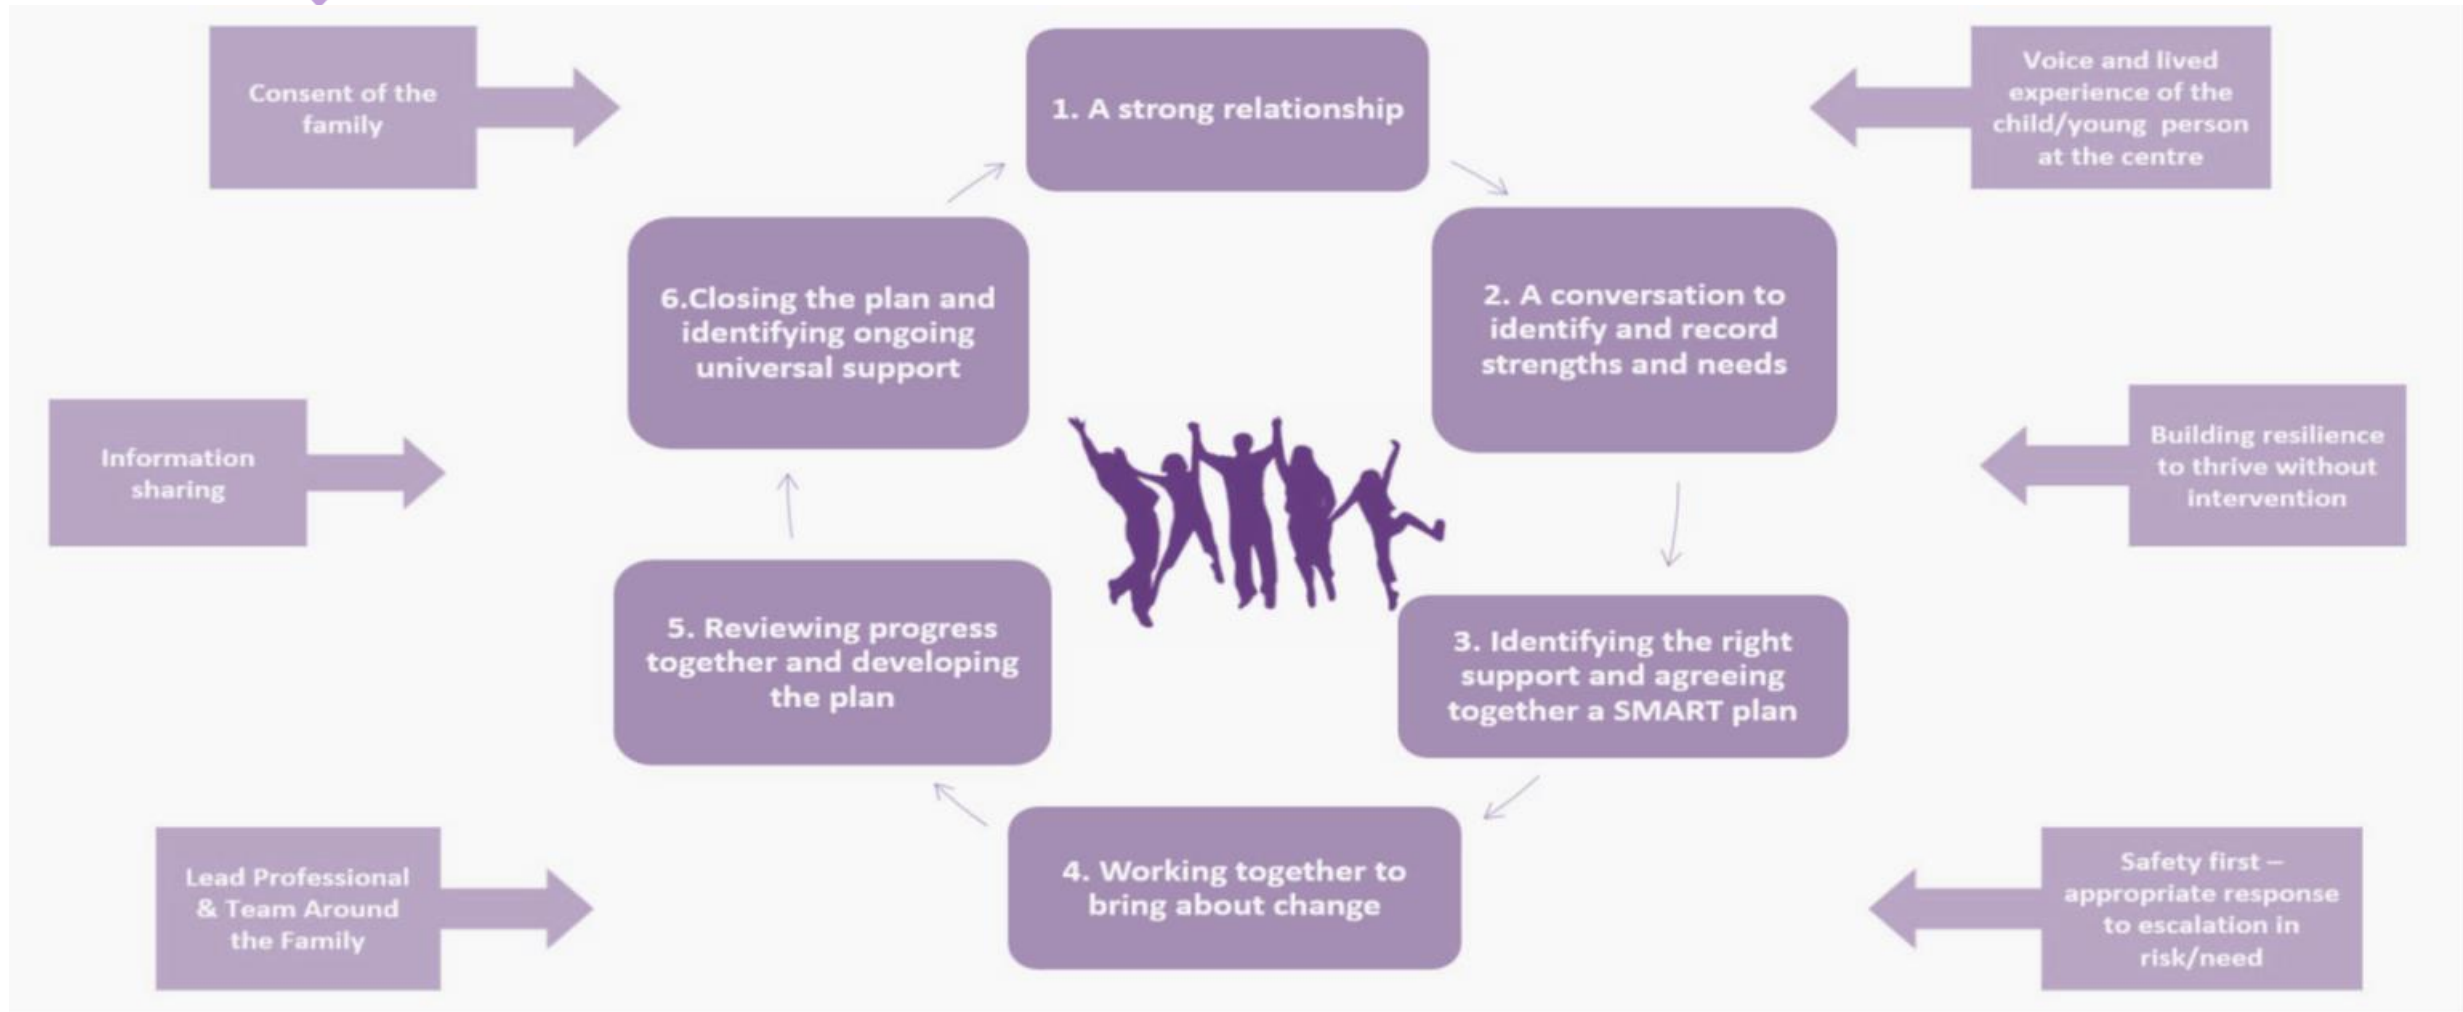 Consent of the
family
1. A strong relationship
Voice and lived
experience of the
child/young person
at the centre
2. A conversation to
identify and record
strengths and needs
6.Closing the plan and
identifying ongoing
universal support
Information
sharing
Building resilience
to thrive without
intervention
3. Identifying the right
support and agreeing
together a SMART plan
5. Reviewing progress
together and developing
the plan
4. Working together to
bring about change
Lead Professional
& Team Around
the Family
Safety first –
appropriate response
to escalation in
risk/need